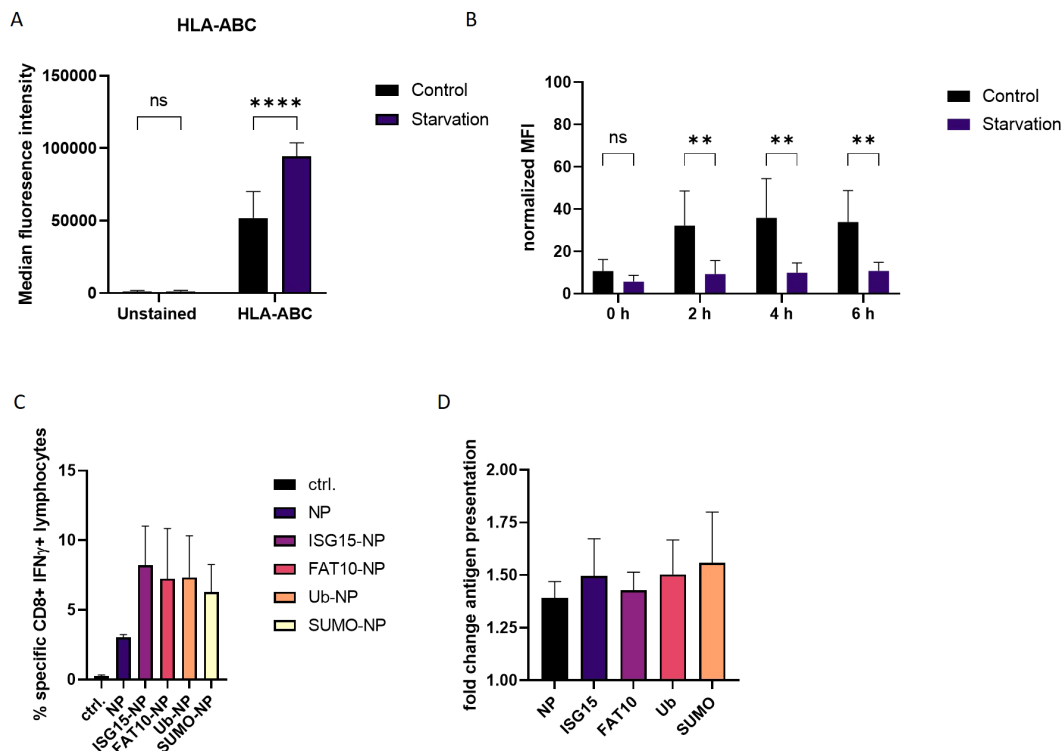 A
HLA-ABC
Median fluoresence intensity
150000
100000
50000
0
ns
****
Unstained
HLA-ABC
Control
Starvation
B
normalized MFI
100
80
60
40
20
0
ns
**
**
**
0 h
2 h
4 h
6 h
Control
Starvation
C
% specific CD8+ IFNγ+ lymphocytes
15
10
5
0
ctrl.
NP
ISG15-NP
FAT10-NP
Ub-NP
SUMO-NP
ctrl.
NP
ISG15-NP
FAT10-NP
Ub-NP
SUMO-NP
D
fold change antigen presentation
2.00
1.75
1.50
1.25
1.00
NP
ISG15
FAT10
Ub
SUMO